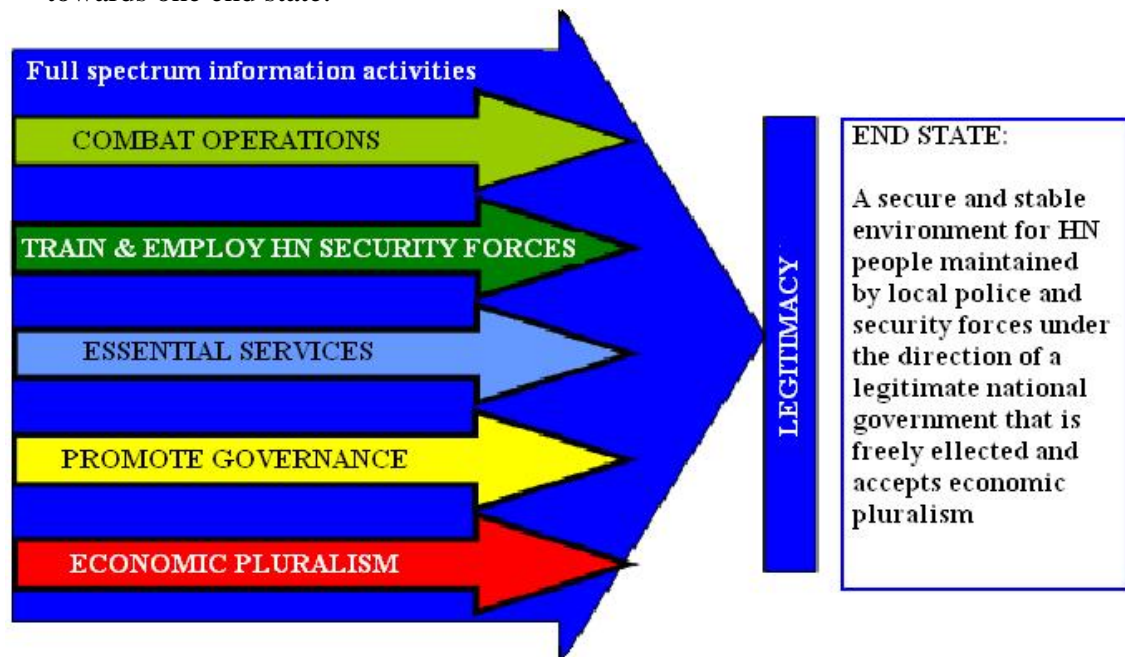 towards one end state.
Full spectrum information activities
COMBAT OPERATIONS
TRAIN & EMPLOY HN SECURITY FORCES
ESSENTIAL SERVICES
PROMOTE GOVERNANCE
ECONOMIC PLURALISM
LEGITIMACY
END STATE:
A secure and stable
environment for HN
people maintained
by local police and
security forces under
the direction of a
legitimate national
government that is
freely ellected and
accepts economic
pluralism